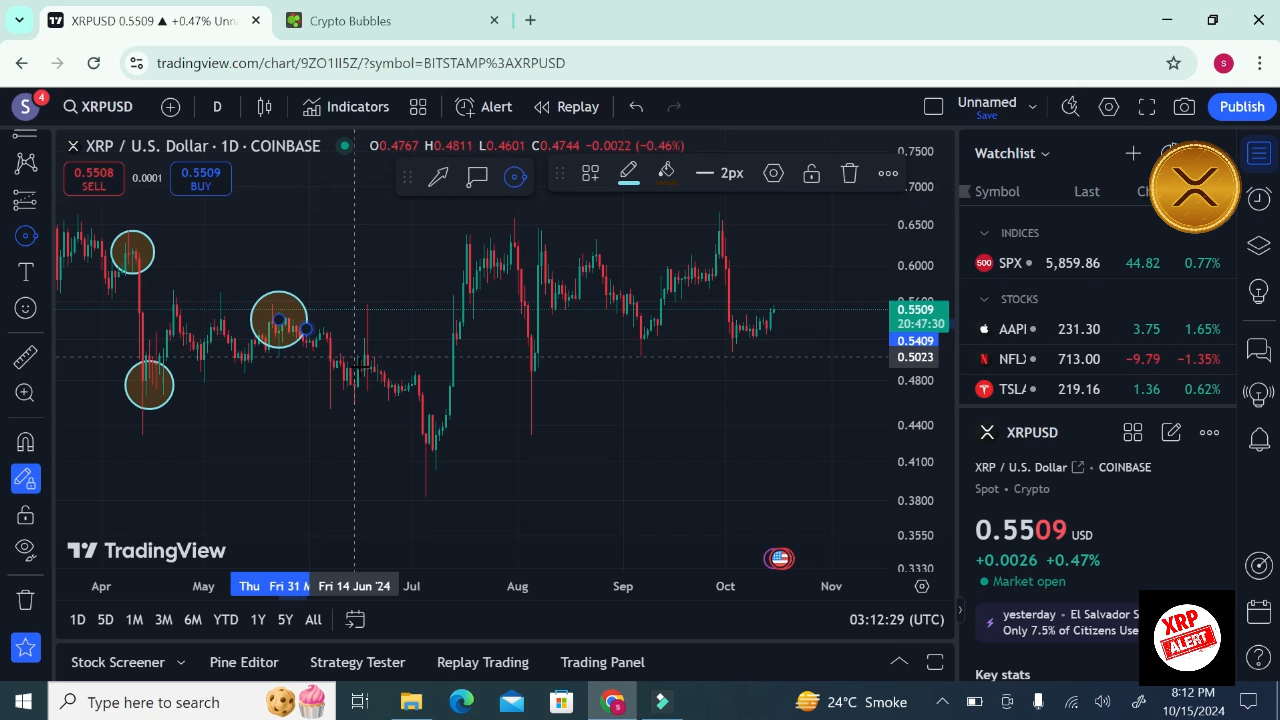 XRPUSD 0.5509 ▲ +0.47% Unn
Crypto Bubbles
tradingview.com/chart/9ZO1II5Z/?symbol=BITSTAMP%3AXRPUSD
S
S
4
XRPUSD
D
Indicators
Alert
Replay
Unnamed
Save
Publish
XRP / U.S. Dollar · 1D · COINBASE
O0.4767 H0.4811 L0.4601 C0.4744 -0.0022 (-0.46%)
0.5508
SELL
0.0001
0.5509
BUY
2px
0.7500
.7000
0.6500
0.6000
0.5509
20:47:30
0.5409
0.5023
0.4800
0.4400
0.4100
0.3800
0.3550
0.3330
TradingView
Apr
May
Thu
Fri 31 M
Fri 14 Jun '24
Jul
Aug
Sep
Oct
Nov
1D 5D 1M 3M 6M YTD 1Y 5Y All
03:12:29 (UTC)
Stock Screener
Pine Editor
Strategy Tester
Replay Trading
Trading Panel
Watchlist
Symbol
Last
Ch
INDICES
500 SPX 5,859.86 44.82 0.77%
STOCKS
AAPL 231.30 3.75 1.65%
NFLX 713.00 -9.79 -1.35%
TSLA 219.16 1.36 0.62%
XRPUSD
XRP / U.S. Dollar • COINBASE
Spot • Crypto
0.5509 USD
+0.0026 +0.47%
Market open
yesterday - El Salvador S
Only 7.5% of Citizens Use
Key stats
XRP
ALERT
Type here to search
24°C Smoke
8:12 PM
10/15/2024